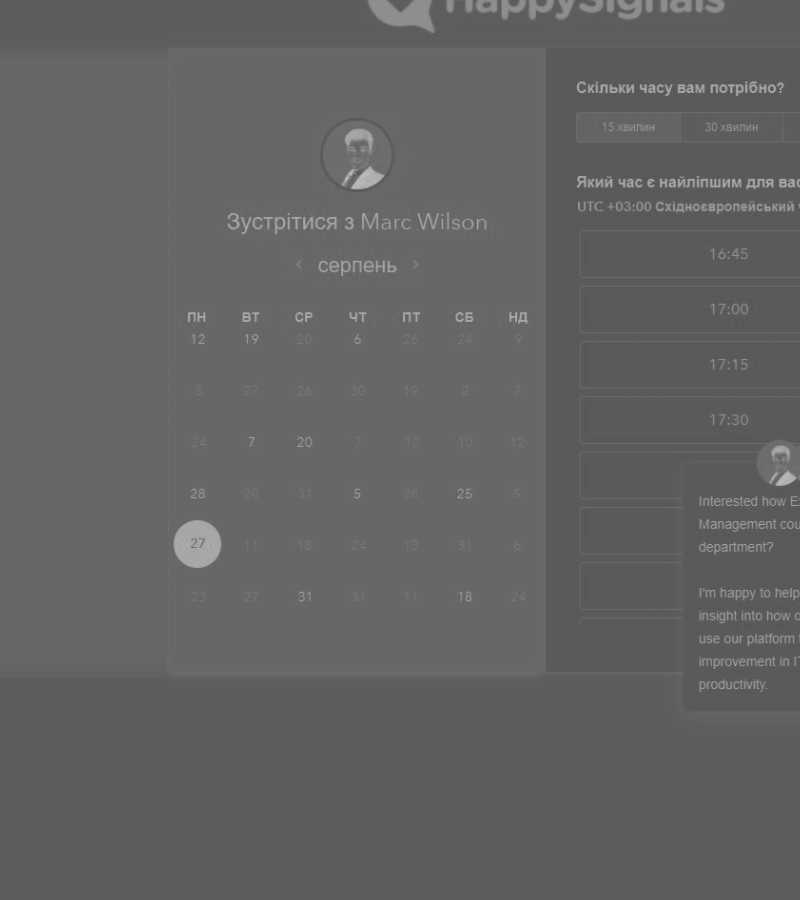 HappySignals
Зустрітися з Marc Wilson
серпень
ПН ВТ СР ЧТ ПТ СБ НД
12 19 20 6 26 24 9
8 27 26 30 19 2 7
24 7 20 7 10 10 12
28 20 31 5 28 25 5
27 11 18 24 13 31 6
23 27 31 31 11 18 24
Скільки часу вам потрібно?
15 хвилин 30 хвилин
Який час є найліпшим для вас
UTC +03:00 Східноєвропейський
16:45
17:00
17:15
17:30
Interested how
Management
department?
I'm happy to help
insight into how
use our platform
improvement in
productivity.